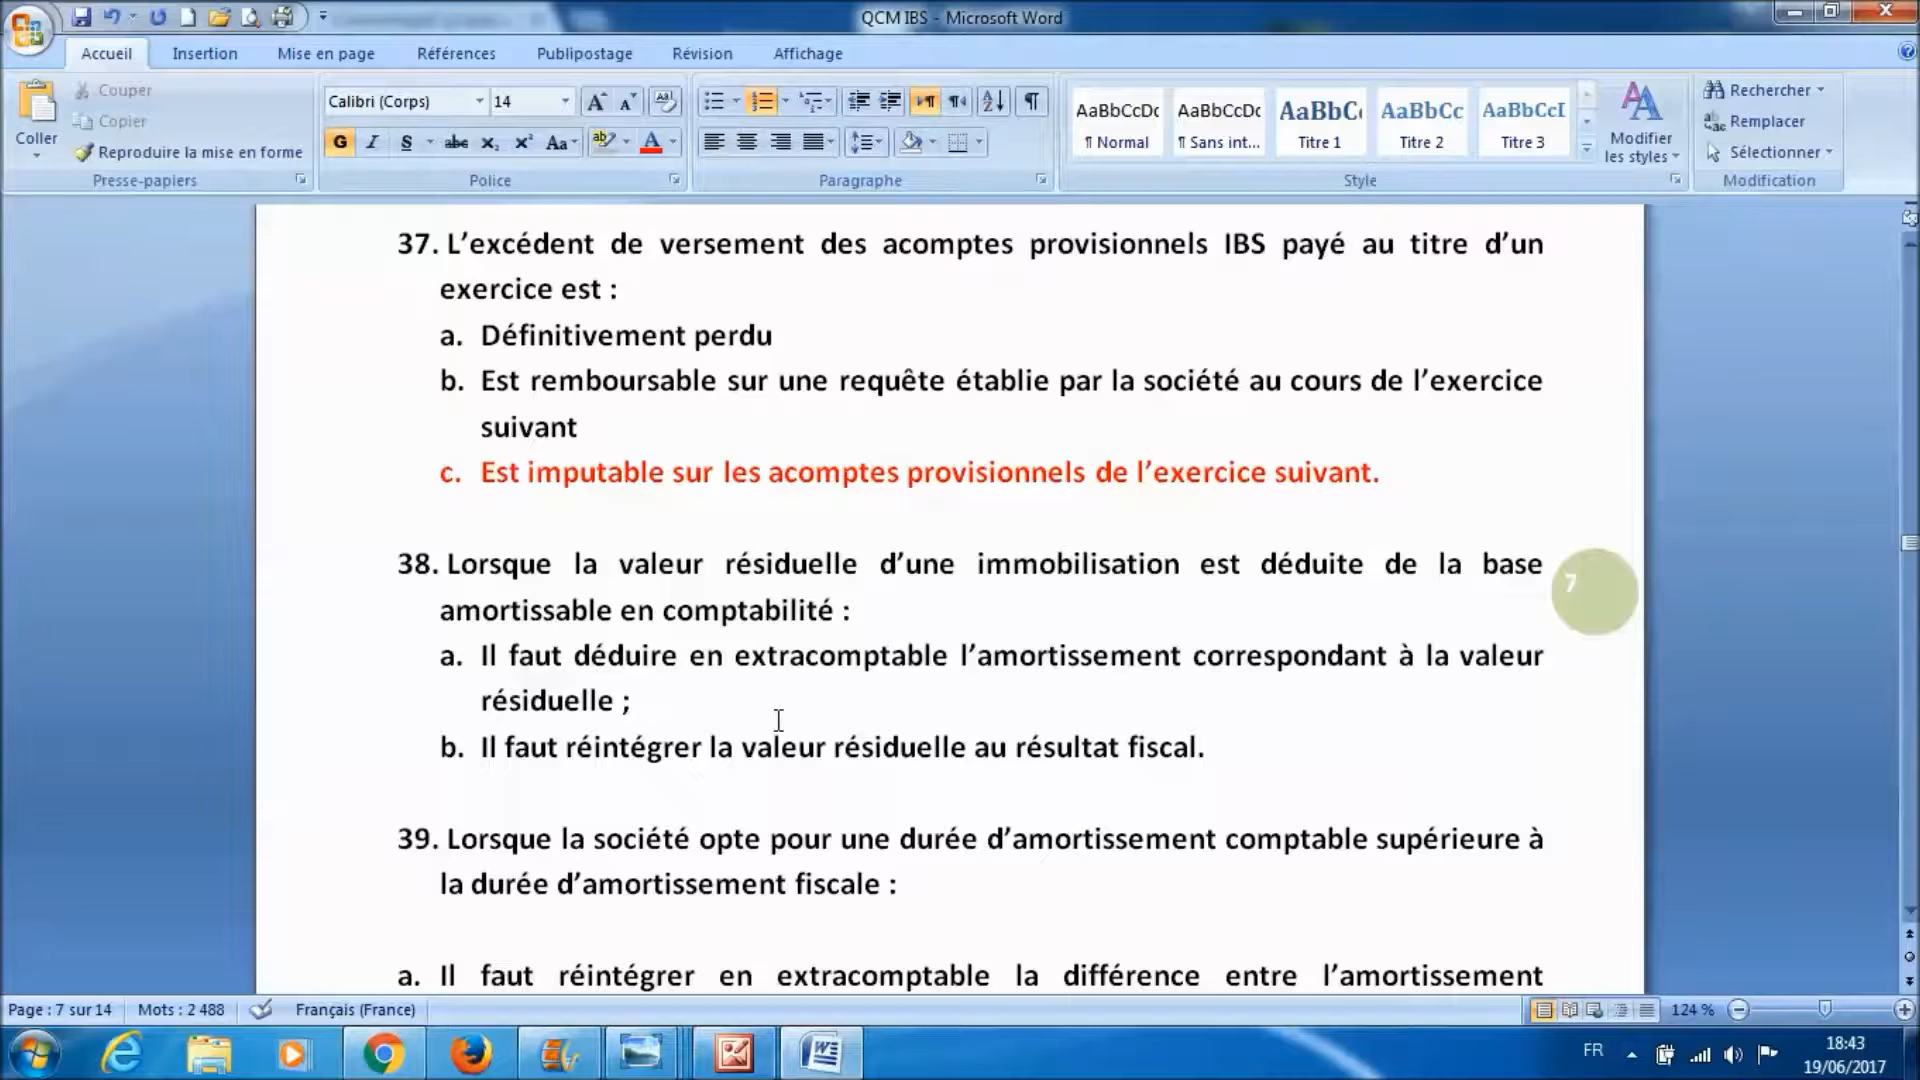 QCM IBS - Microsoft Word
Accueil Insertion Mise en page Références Publipostage Révision Affichage
Coller
Couper
Copier
Reproduire la mise en forme
Presse-papiers
Calibri (Corps) 14
G I S abc X₂ X² Aa ab A
Police
Paragraphe
AaBbCcDc AaBbCcDc AaBbC AaBbCc AaBbCcI
¶ Normal ¶ Sans int... Titre 1 Titre 2 Titre 3
Modifier
les styles
Style
Rechercher
Remplacer
Sélectionner
Modification
37. L’excédent de versement des acomptes provisionnels IBS payé au titre d’un
exercice est :
a. Définitivement perdu
b. Est remboursable sur une requête établie par la société au cours de l’exercice
suivant
c. Est imputable sur les acomptes provisionnels de l’exercice suivant.
38. Lorsque la valeur résiduelle d’une immobilisation est déduite de la base
amortissable en comptabilité :
7
a. Il faut déduire en extracomptable l’amortissement correspondant à la valeur
résiduelle ;
b. Il faut réintégrer la valeur résiduelle au résultat fiscal.
39. Lorsque la société opte pour une durée d’amortissement comptable supérieure à
la durée d’amortissement fiscale :
a. Il faut réintégrer en extracomptable la différence entre l’amortissement
Page : 7 sur 14 Mots : 2 488 Français (France) 124 %
FR 18:43
19/06/2017